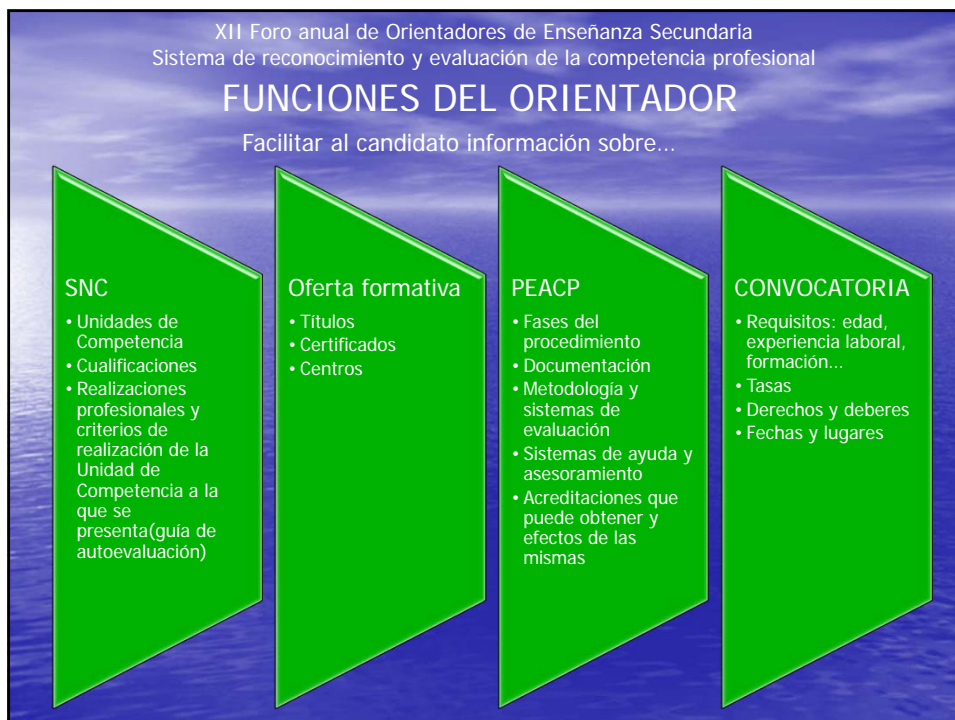 XII Foro anual de Orientadores de Enseñanza Secundaria
Sistema de reconocimiento y evaluación de la competencia profesional
FUNCIONES DEL ORIENTADOR
Facilitar al candidato información sobre...
SNC
• Unidades de
Competencia
• Cualificaciones
• Realizaciones
profesionales y
criterios de
realización de la
Unidad de
Competencia a la
que se
presenta(guía de
autoevaluación)
Oferta formativa
• Títulos
• Certificados
• Centros
PEACP
• Fases del
procedimiento
• Documentación
• Metodología y
sistemas de
evaluación
• Sistemas de ayuda y
asesoramiento
• Acreditaciones que
puede obtener y
efectos de las
mismas
CONVOCATORIA
• Requisitos: edad,
experiencia laboral,
formación...
• Tasas
• Derechos y deberes
• Fechas y lugares